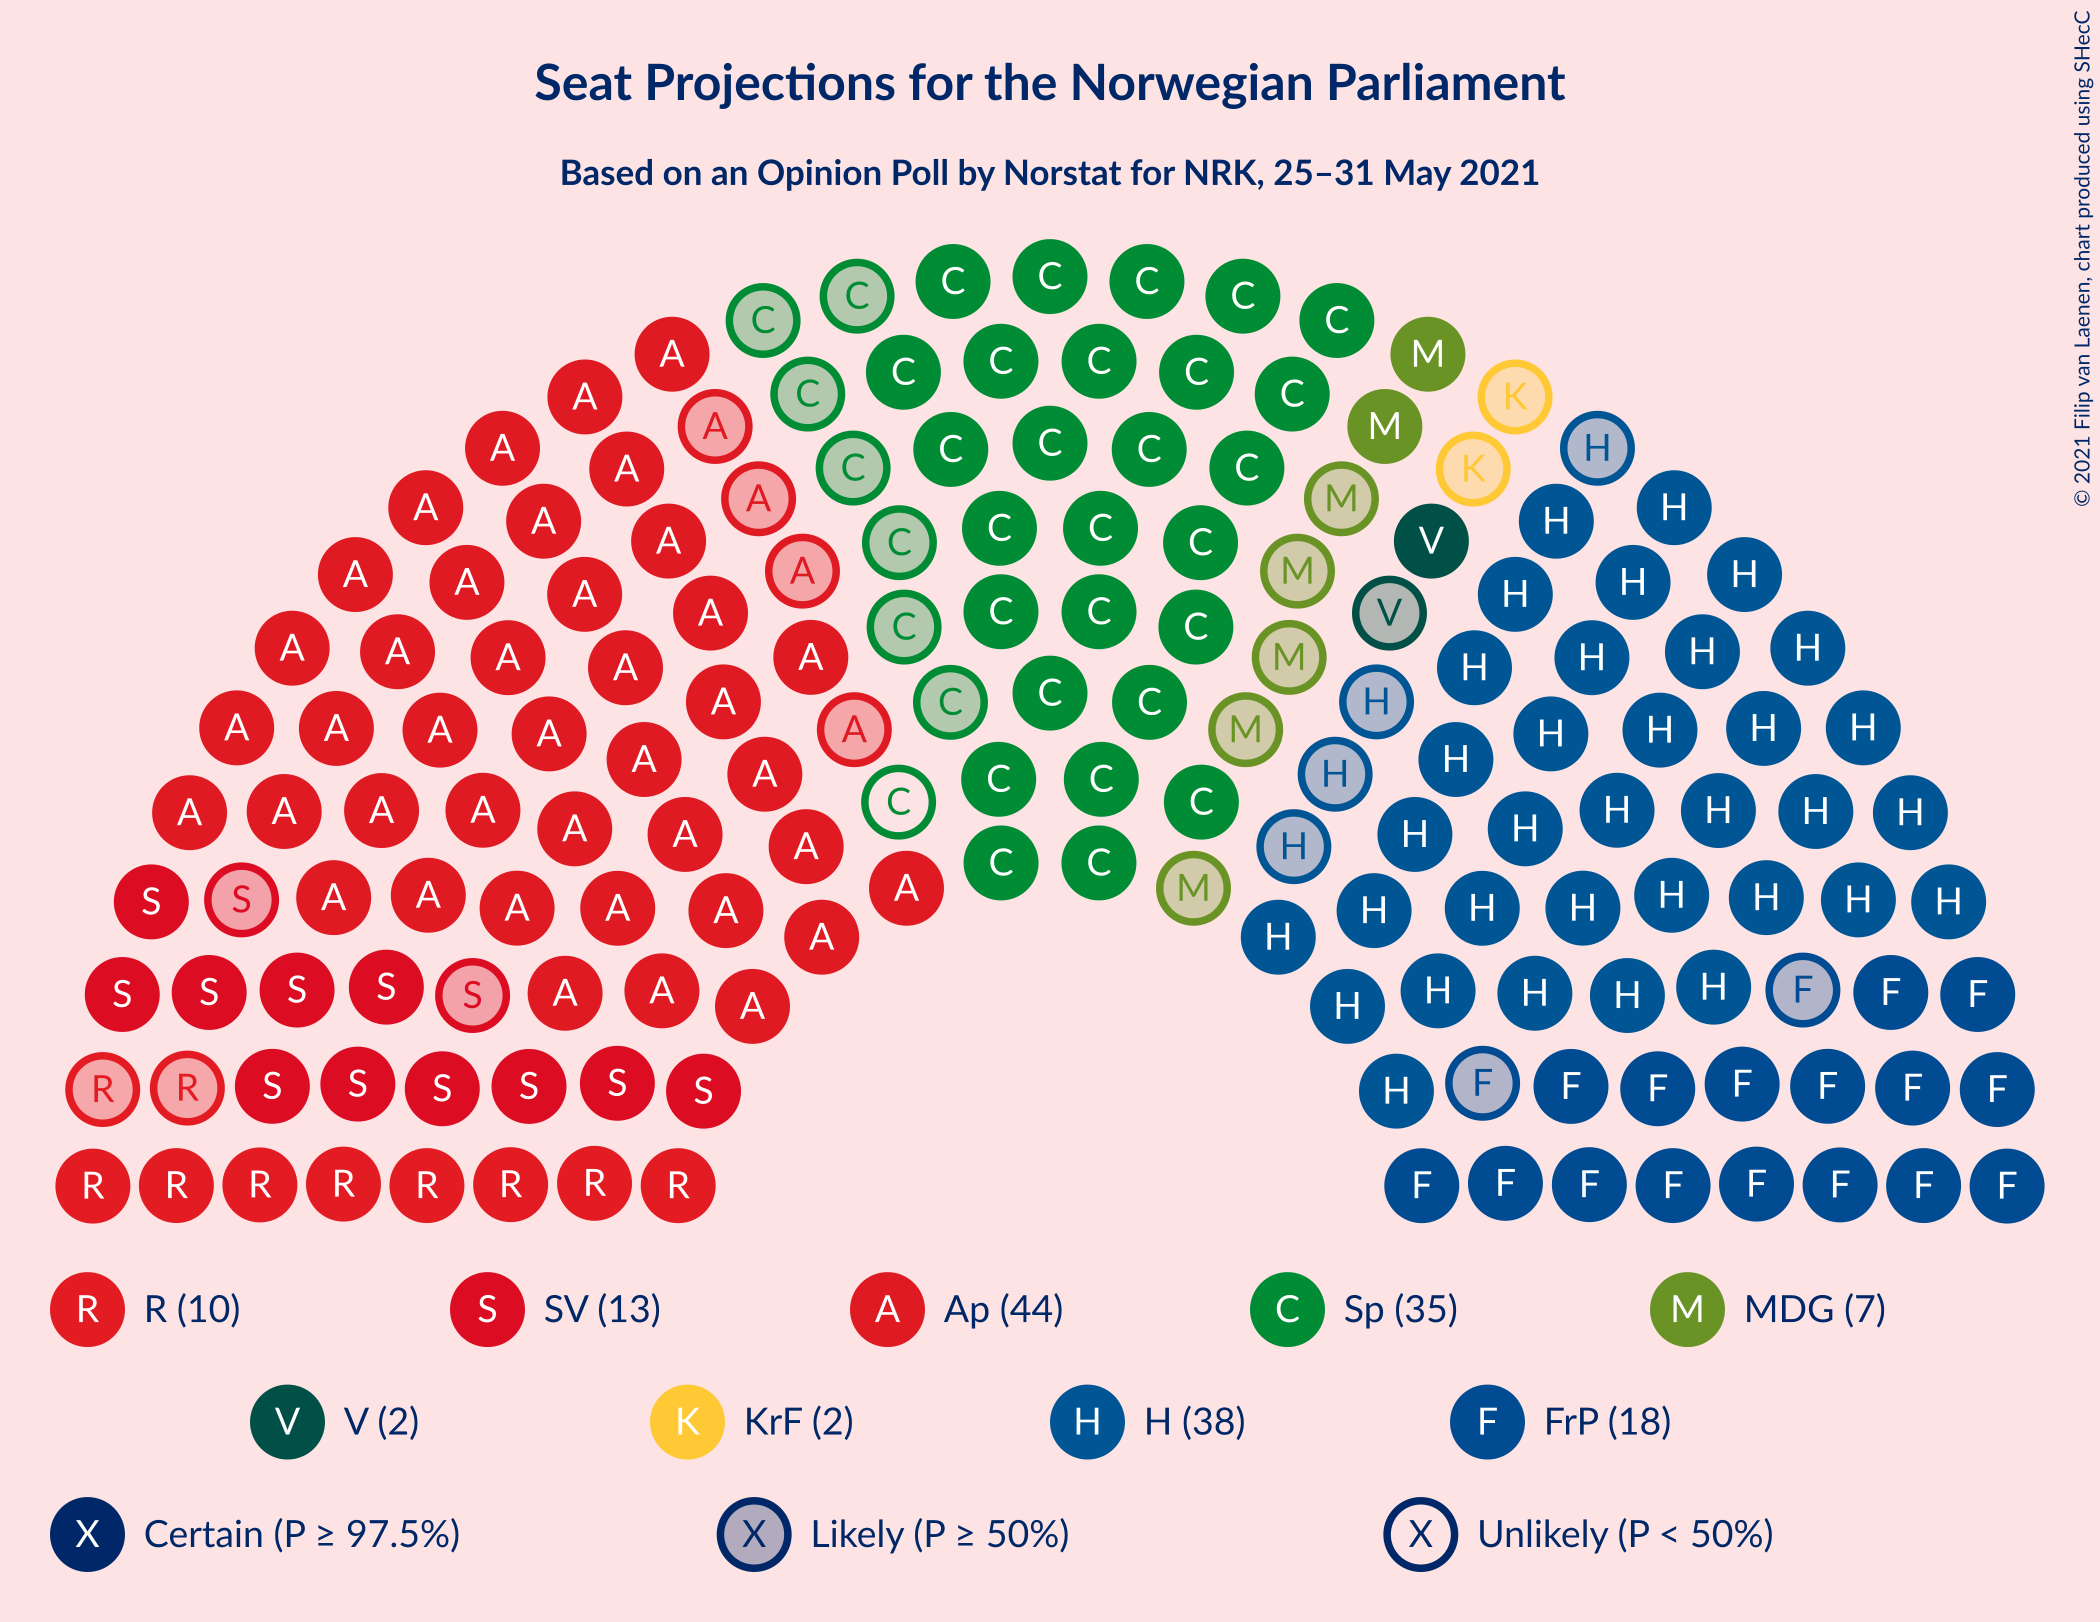 © 2021 Filip van Laenen, chart produced using SHecC
Seat Projections for the Norwegian Parliament
Based on an Opinion Poll by Norstat for NRK, 25–31 May 2021
C C C C C C C
A C C C C C M
A A C C C C M K
A A A C C C M V K H
A A A C C C M V H H
A A A C C C M H H H
A A A C C C M H H H
A A A C C M H H H
R R S S S S S S H F F F F F F F
R R R R R R R R F F F F F F F F
R R (10) S SV (13) A Ap (44) C Sp (35) M MDG (7)
V V (2) K KrF (2) H H (38) F FrP (18)
X Certain (P ≥ 97.5%) X Likely (P ≥ 50%) X Unlikely (P < 50%)